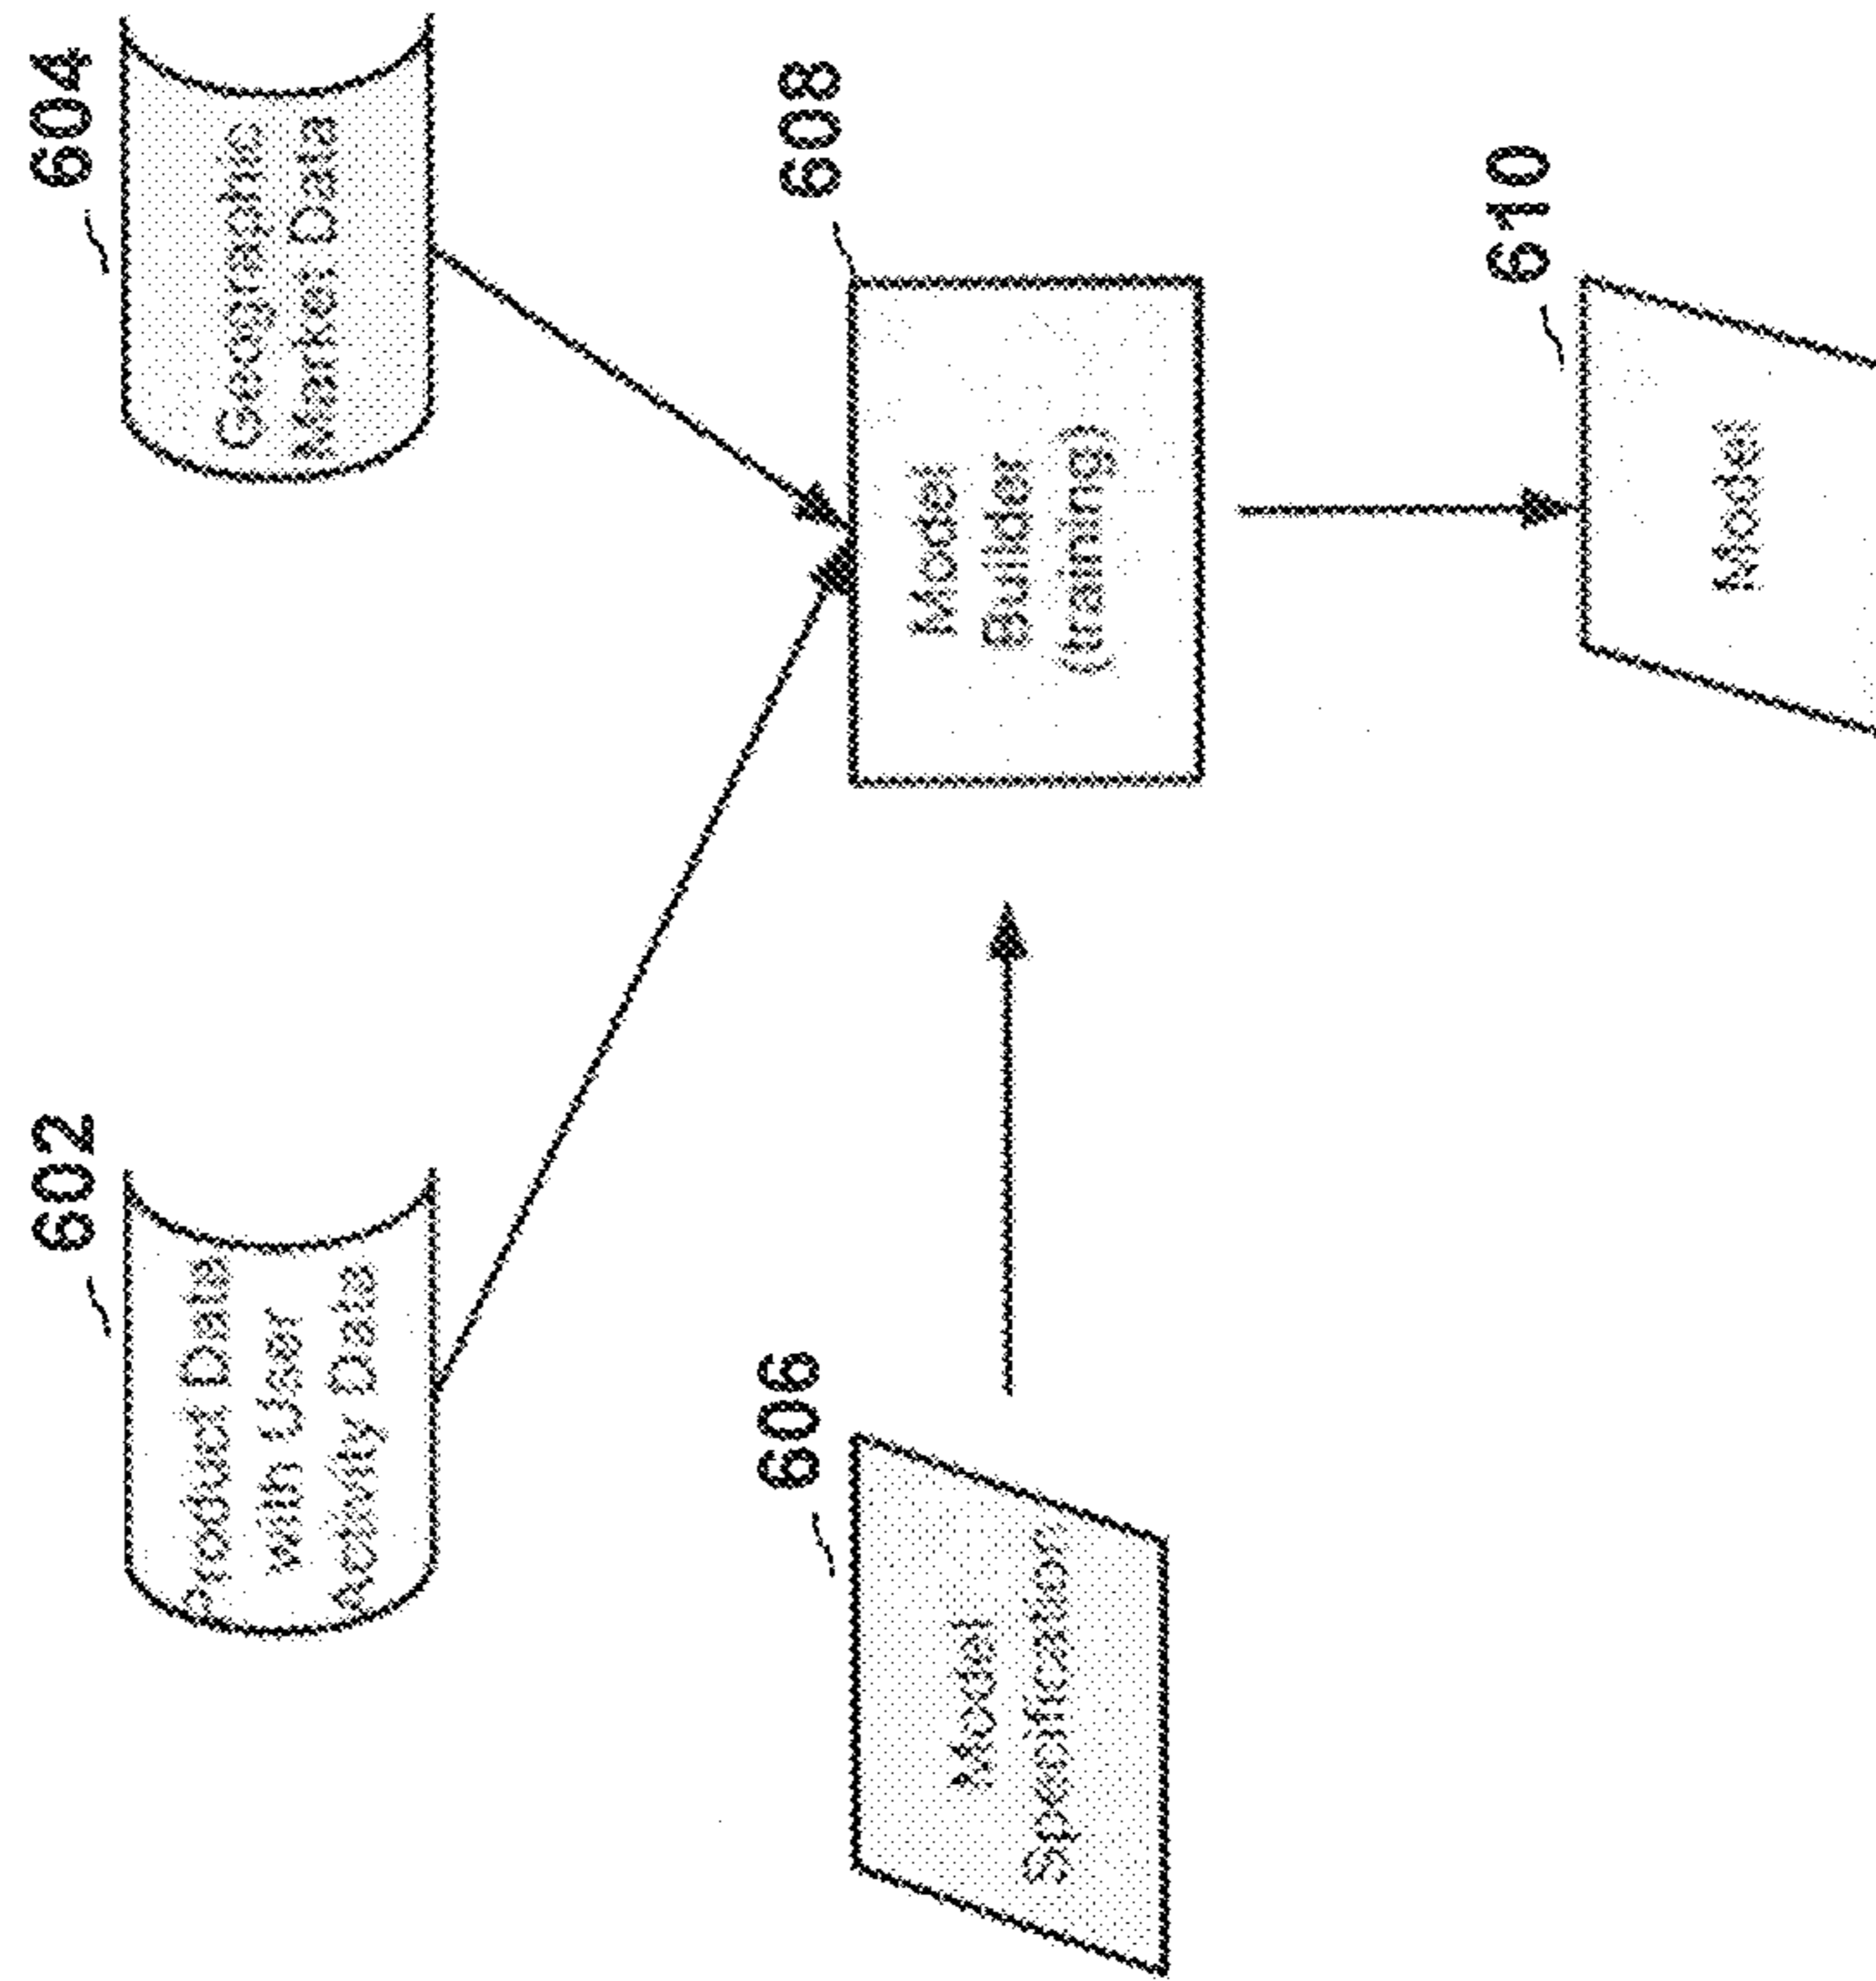 602
Product Data
with User
Activity Data
604
Geographic
Market Data
606
Model
Specification
608
Model
Builder
(training)
610
Model